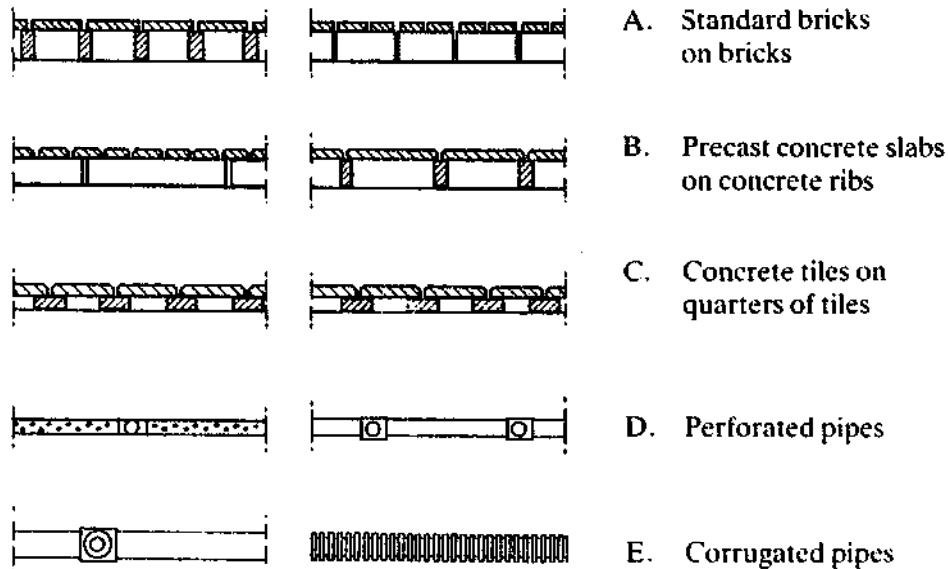 A. Standard bricks
on bricks
B. Precast concrete slabs
on concrete ribs
C. Concrete tiles on
quarters of tiles
D. Perforated pipes
E. Corrugated pipes